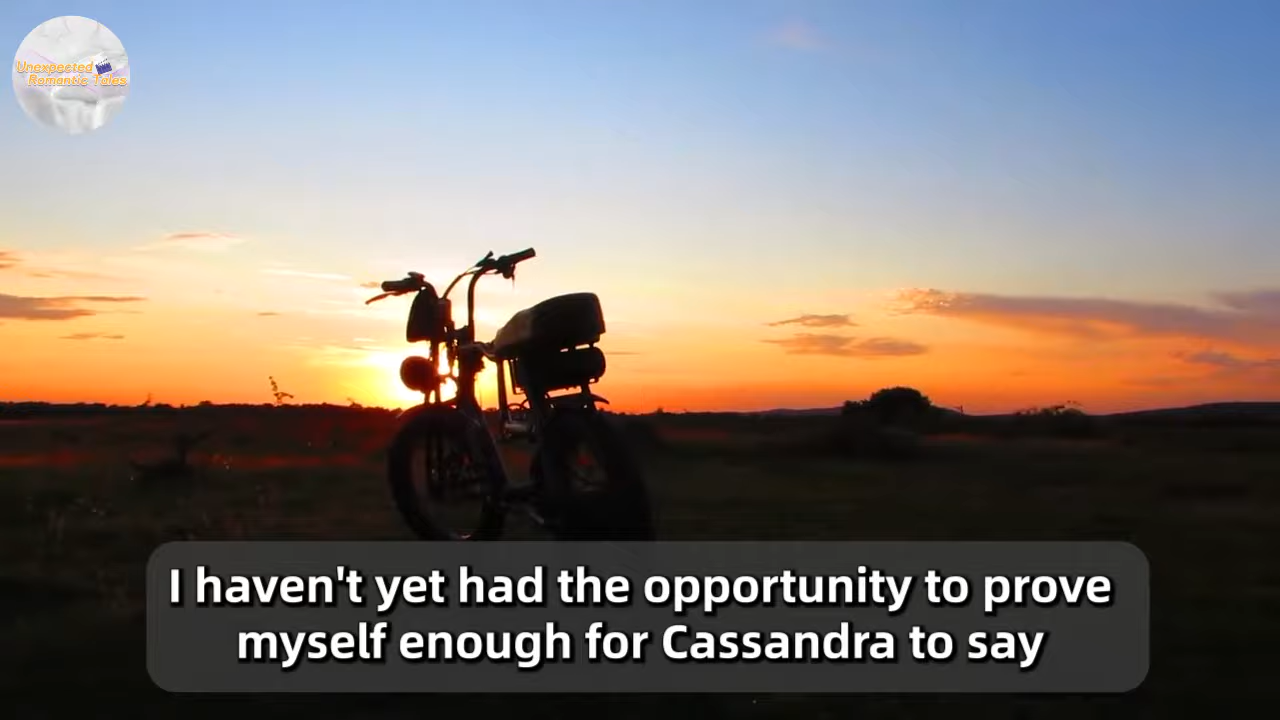 Unexpected
Romantic Tales
I haven't yet had the opportunity to prove
myself enough for Cassandra to say